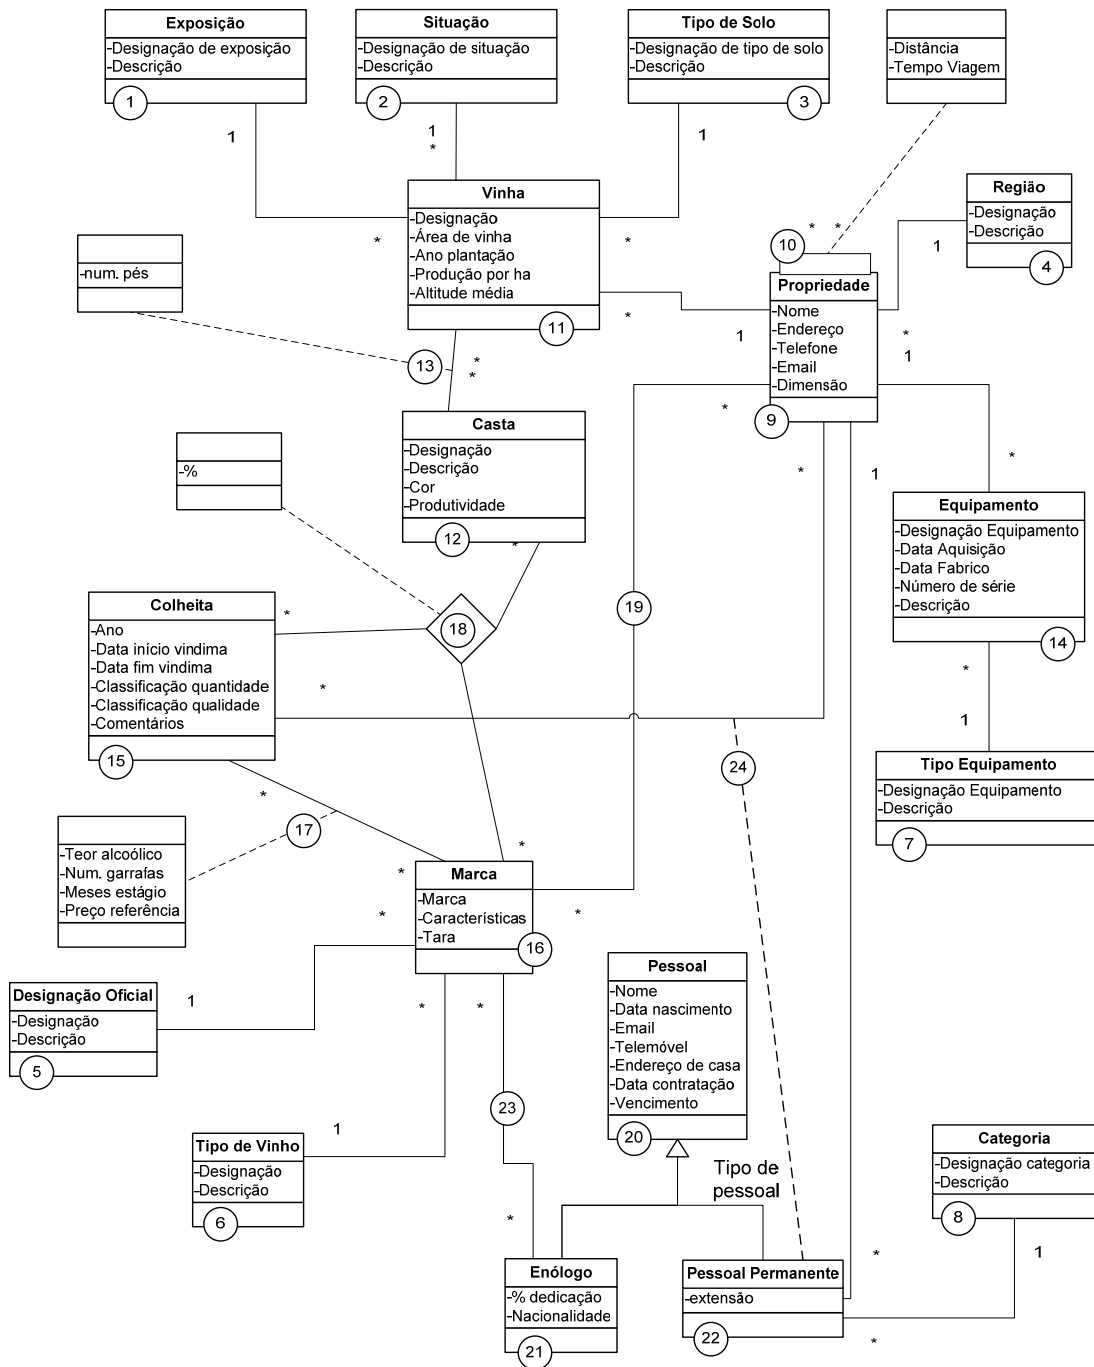 Exposição
-Designação de exposição
-Descrição
1
Situação
-Designação de situação
-Descrição
2
Tipo de Solo
-Designação de tipo de solo
-Descrição
3
-Distância
-Tempo Viagem
1
1
*
1
Vinha
-Designação
-Área de vinha
-Ano plantação
-Produção por ha
-Altitude média
11
*
*
*
Região
-Designação
-Descrição
4
1
*
*
10
Propriedade
-Nome
-Endereço
-Telefone
-Email
-Dimensão
9
1
*
1
*
*
1
-num. pés
13
*
*
Casta
-Designação
-Descrição
-Cor
-Produtividade
12
*
-%
18
Equipamento
-Designação Equipamento
-Data Aquisição
-Data Fabrico
-Número de série
-Descrição
14
*
*
1
Colheita
-Ano
-Data início vindima
-Data fim vindima
-Classificação quantidade
-Classificação qualidade
-Comentários
15
*
*
*
19
24
Tipo Equipamento
-Designação Equipamento
-Descrição
7
17
-Teor alcoólico
-Num. garrafas
-Meses estágio
-Preço referência
Marca
-Marca
-Características
-Tara
16
*
*
*
*
*
*
Designação Oficial
-Designação
-Descrição
5
1
Pessoal
-Nome
-Data nascimento
-Email
-Telemóvel
-Endereço de casa
-Data contratação
-Vencimento
20
23
Tipo de Vinho
-Designação
-Descrição
6
1
Tipo de
pessoal
Categoria
-Designação categoria
-Descrição
8
1
*
Enólogo
-% dedicação
-Nacionalidade
21
Pessoal Permanente
-extensão
22
*
*